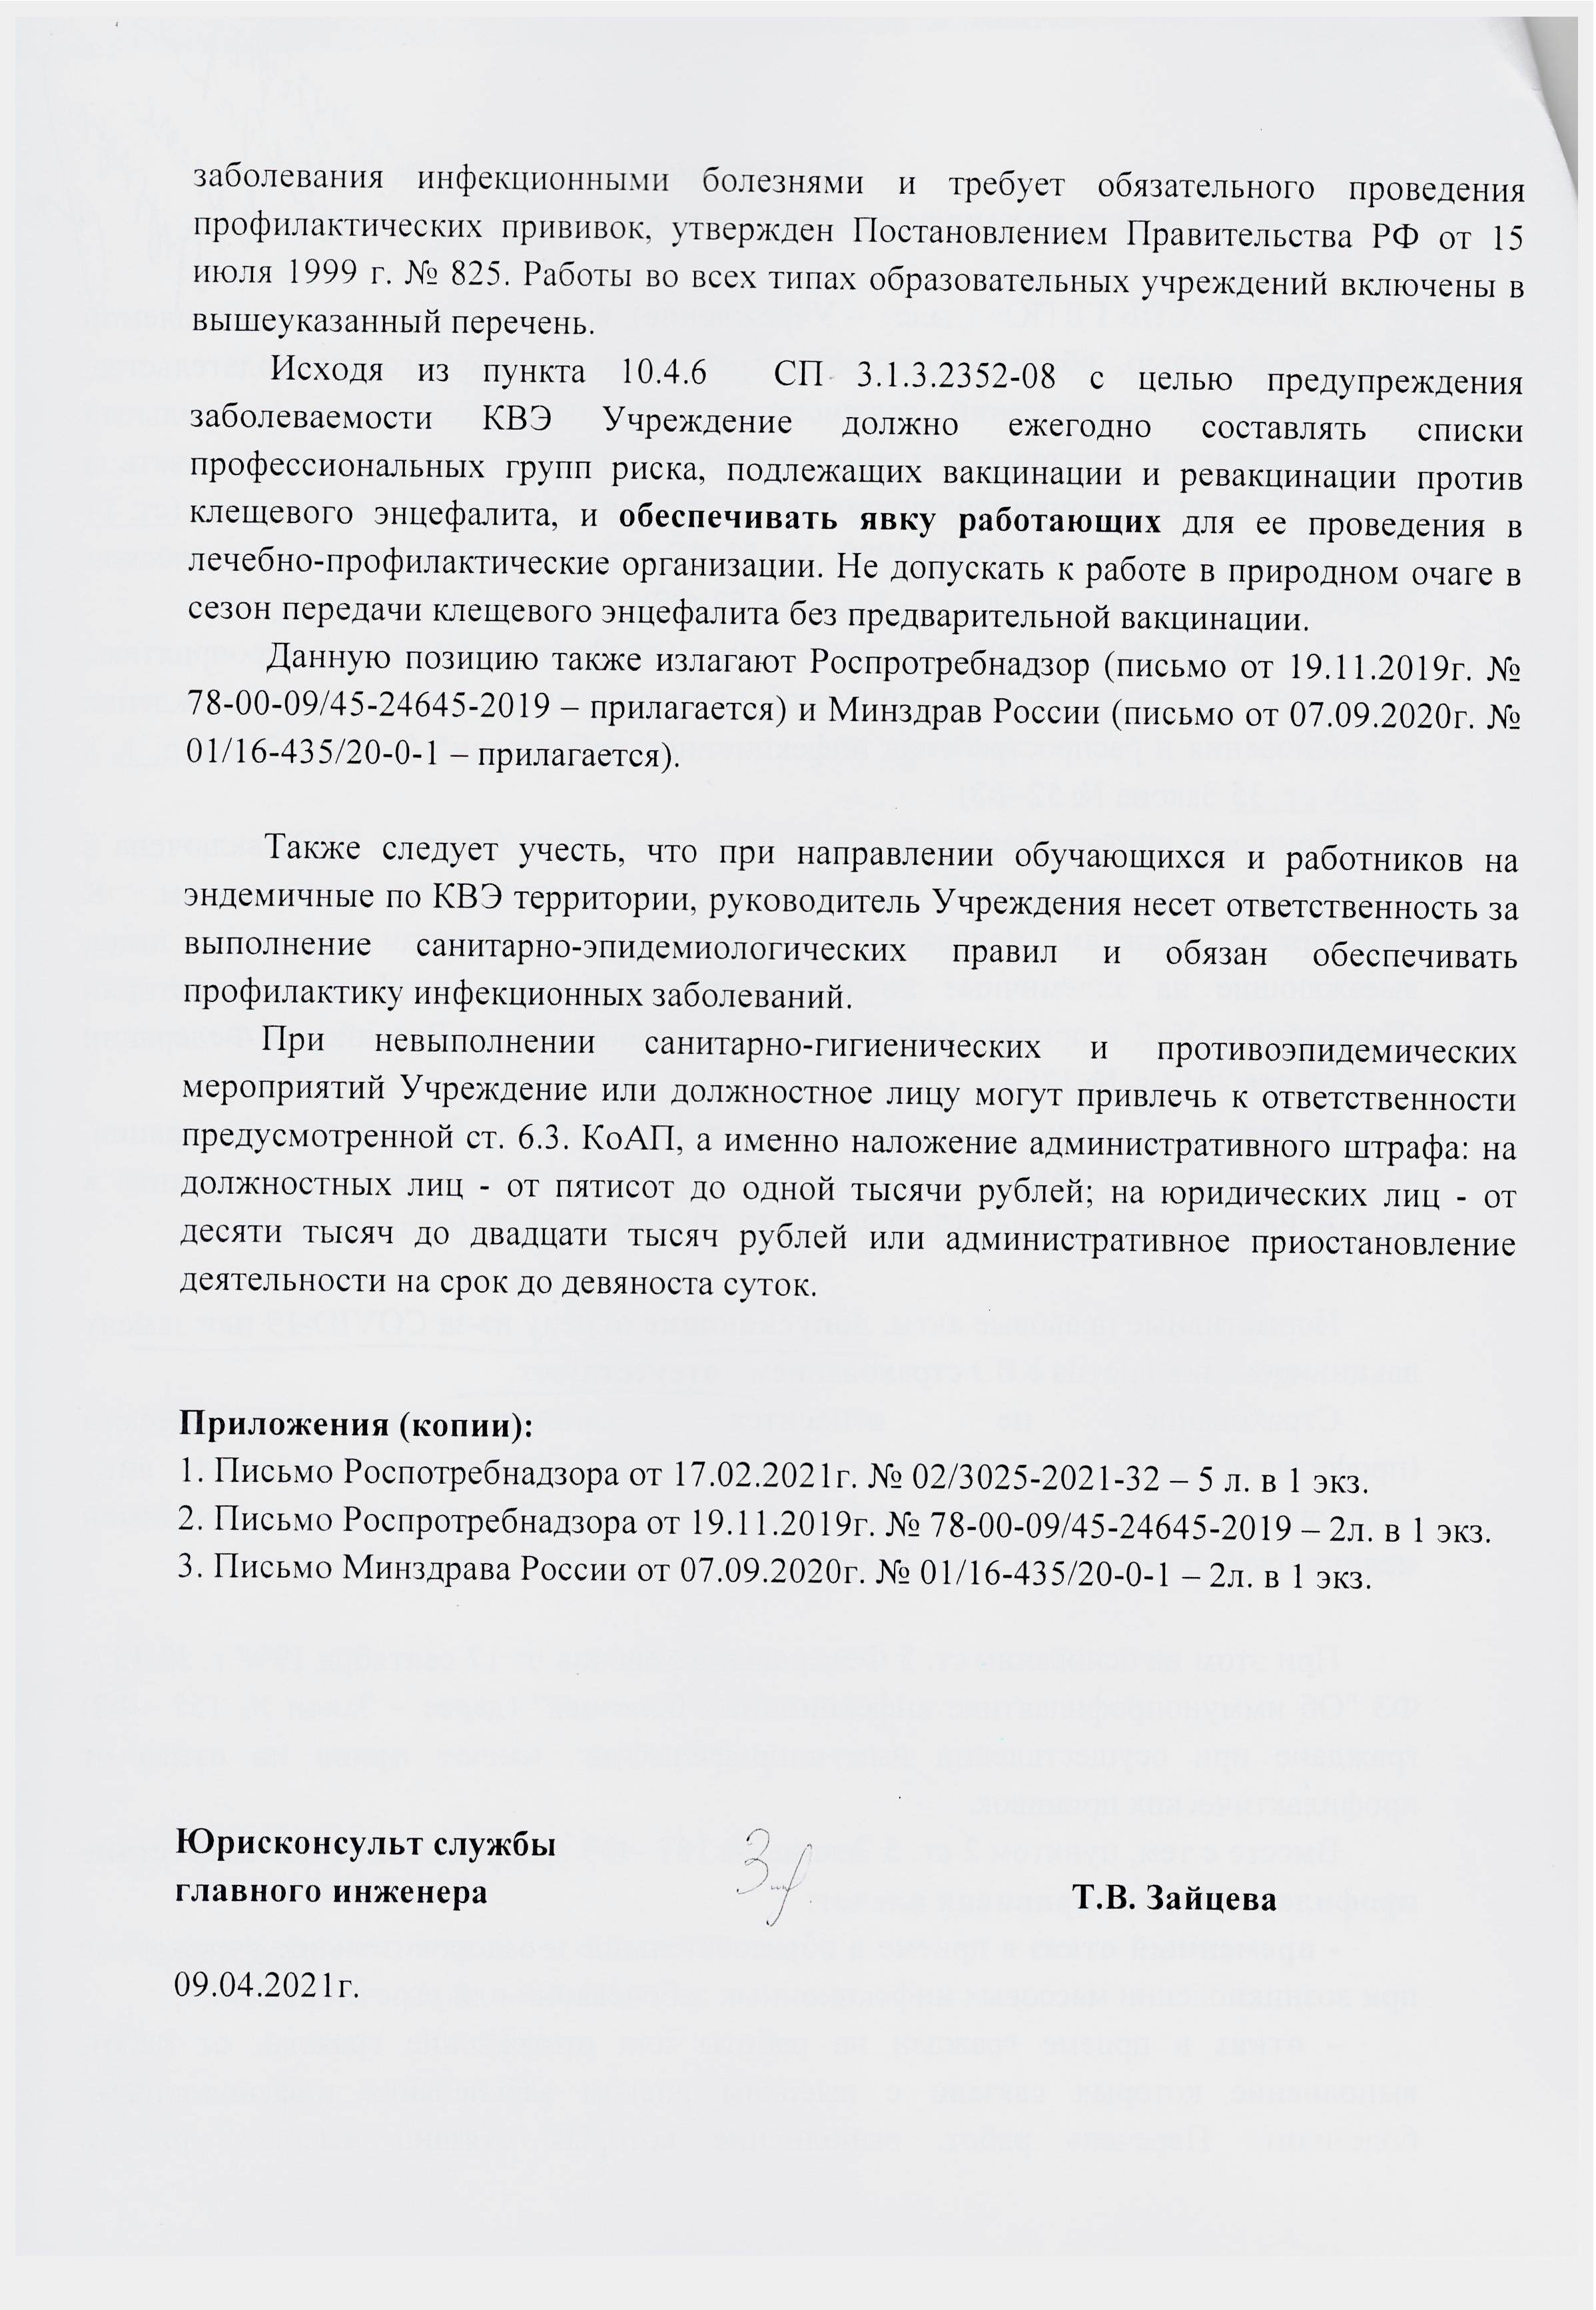 заболевания инфекционными болезнями и требует обязательного проведения
профилактических прививок, утвержден Постановлением Правительства РФ от 15
июля 1999 г. № 825. Работы во всех типах образовательных учреждений включены в
вышеуказанный перечень.
Исходя из пункта 10.4.6 СП 3.1.3.2352-08 с целью предупреждения
заболеваемости КВЭ Учреждение должно ежегодно составлять списки
профессиональных групп риска, подлежащих вакцинации и ревакцинации против
клещевого энцефалита, и обеспечивать явку работающих для ее проведения в
лечебно-профилактические организации. Не допускать к работе в природном очаге в
сезон передачи клещевого энцефалита без предварительной вакцинации.
Данную позицию также излагают Роспротребнадзор (письмо от 19.11.2019г. №
78-00-09/45-24645-2019 – прилагается) и Минздрав России (письмо от 07.09.2020г. №
01/16-435/20-0-1 – прилагается).
Также следует учесть, что при направлении обучающихся и работников на
эндемичные по КВЭ территории, руководитель Учреждения несет ответственность за
выполнение санитарно-эпидемиологических правил и обязан обеспечивать
профилактику инфекционных заболеваний.
При невыполнении санитарно-гигиенических и противоэпидемических
мероприятий Учреждение или должностное лицу могут привлечь к ответственности
предусмотренной ст. 6.3. КоАП, а именно наложение административного штрафа: на
должностных лиц - от пятисот до одной тысячи рублей; на юридических лиц - от
десяти тысяч до двадцати тысяч рублей или административное приостановление
деятельности на срок до девяноста суток.
Приложения (копии):
1. Письмо Роспотребнадзора от 17.02.2021г. № 02/3025-2021-32 – 5 л. в 1 экз.
2. Письмо Роспротребнадзора от 19.11.2019г. № 78-00-09/45-24645-2019 – 2л. в 1 экз.
3. Письмо Минздрава России от 07.09.2020г. № 01/16-435/20-0-1 – 2л. в 1 экз.
Юрисконсульт службы
главного инженера Т.В. Зайцева
09.04.2021г.